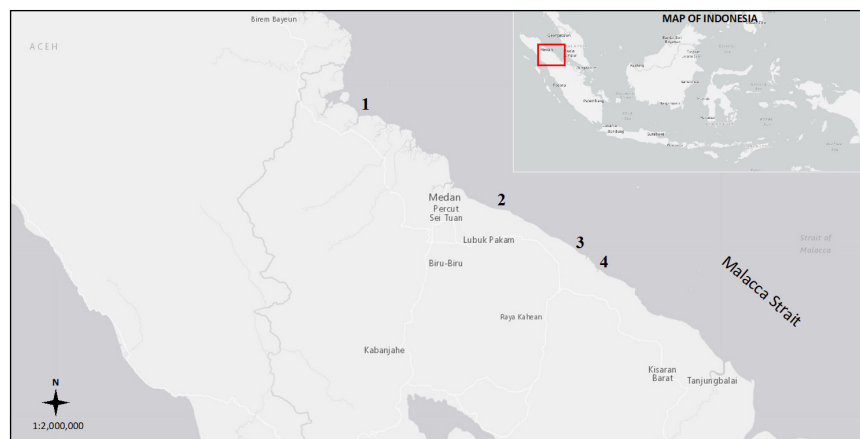 Birem Bayeun
ACEH
1
Medan
Percut
Sei Tuan
2
Lubuk Pakam
3
Biru-Biru
4
Strait of
Malacca
Malacca Strait
Raya Kahean
Kabanjahe
Kisaran
Barat
Tanjungbalai
N
1:2,000,000
MAP OF INDONESIA
Medan